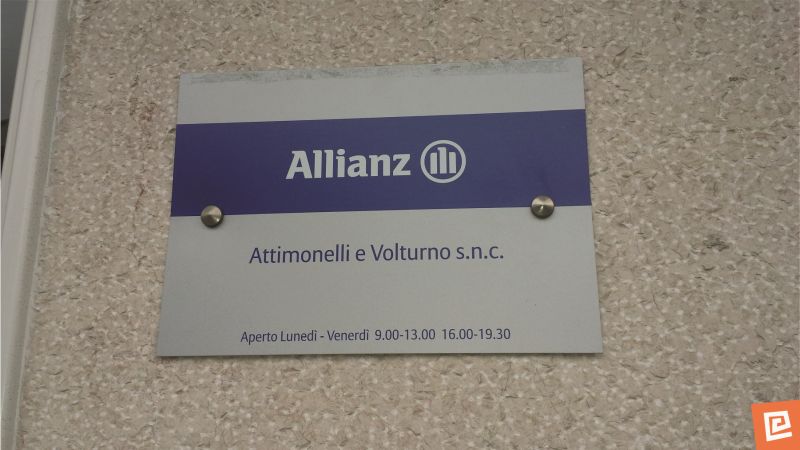 Allianz
Attimonelli e Volturno s.n.c.
Aperto Lunedì - Venerdì 9.00-13.00 16.00-19.30